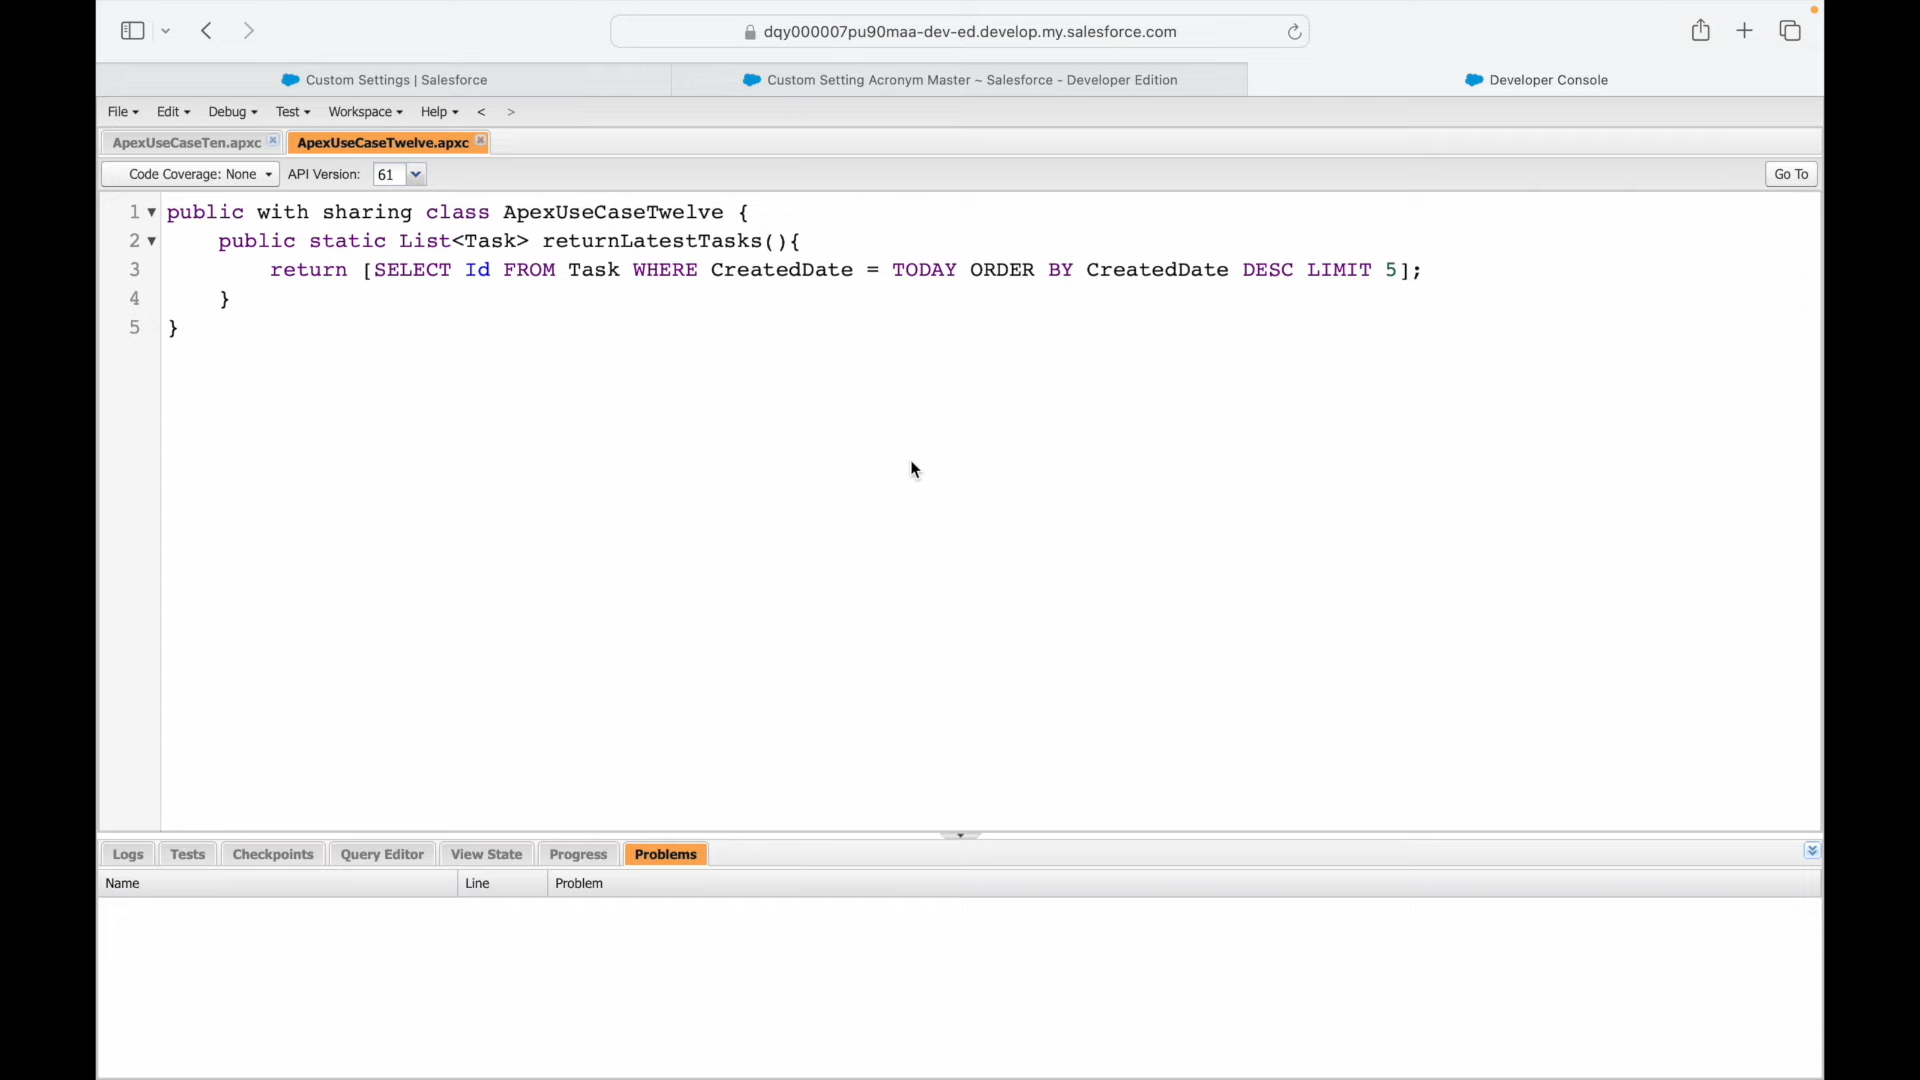 dqy000007pu90maa-dev-ed.develop.my.salesforce.com
Custom Settings | Salesforce
Custom Setting Acronym Master ~ Salesforce - Developer Edition
Developer Console
File Edit Debug Test Workspace Help < >
ApexUseCaseTen.apxc ApexUseCaseTwelve.apxc
Code Coverage: None API Version: 61 Go To
1 public with sharing class ApexUseCaseTwelve {
2 public static List<Task> returnLatestTasks(){
3 return [SELECT Id FROM Task WHERE CreatedDate = TODAY ORDER BY CreatedDate DESC LIMIT 5];
4 }
5 }
Logs Tests Checkpoints Query Editor View State Progress Problems
Name Line Problem